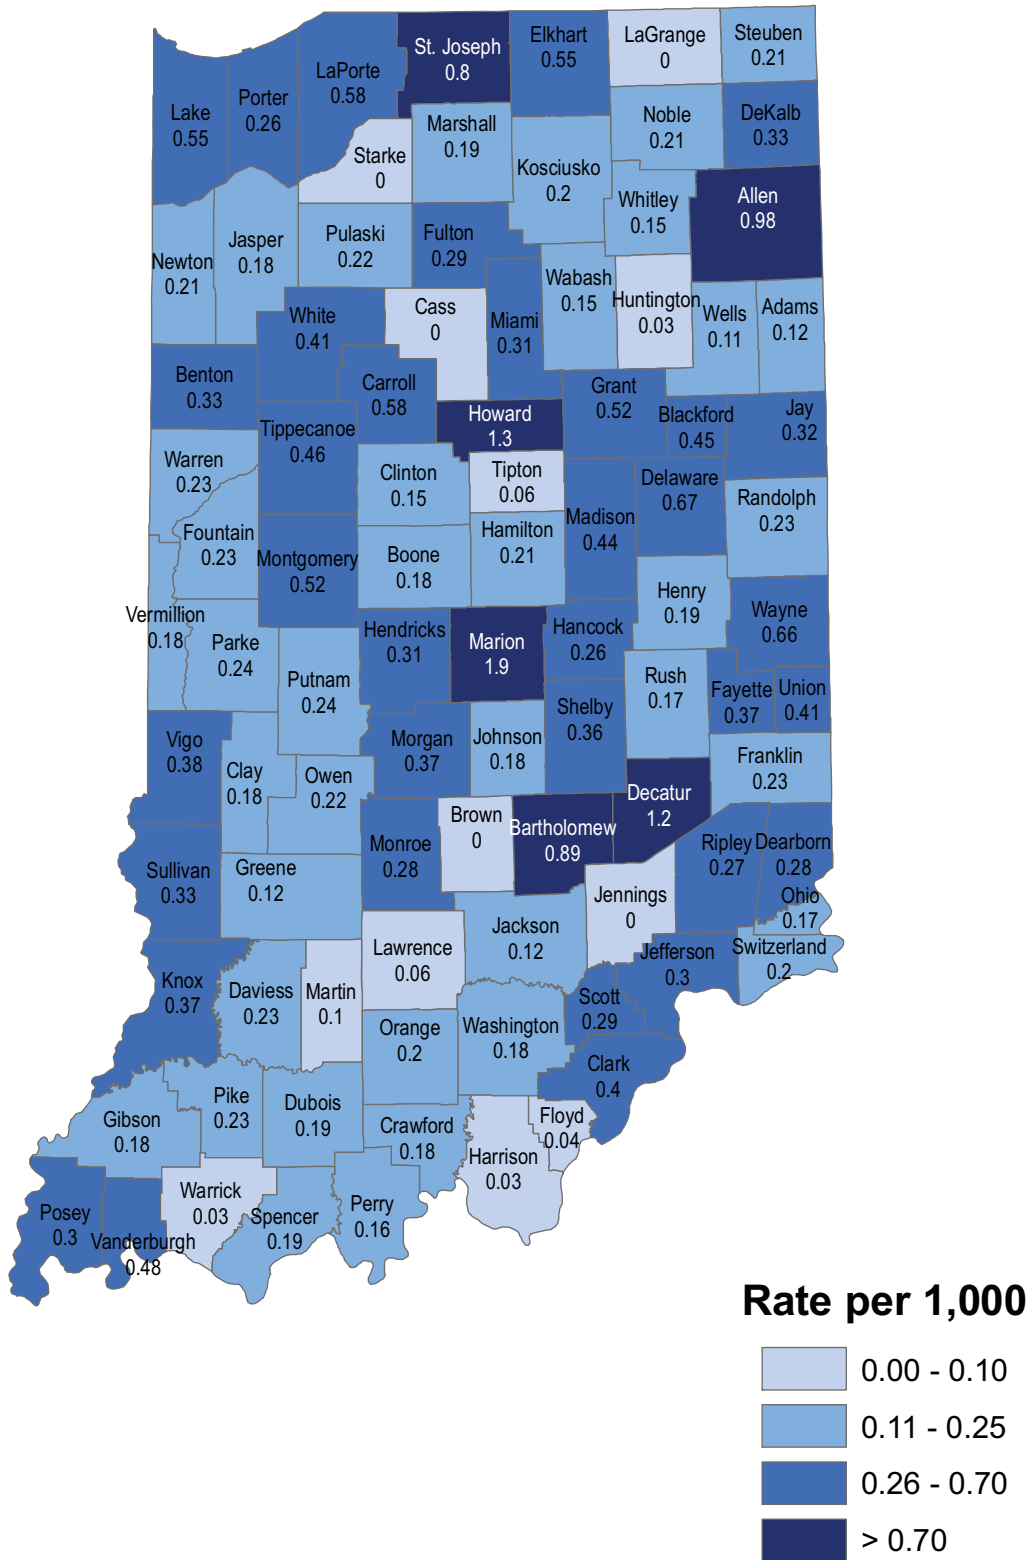 St. Joseph
0.8
Elkhart
0.55
LaGrange
0
Steuben
0.21
LaPorte
0.58
Porter
0.26
Lake
0.55
Marshall
0.19
Noble
0.21
DeKalb
0.33
Starke
0
Kosciusko
0.2
Whitley
0.15
Allen
0.98
Newton
0.21
Jasper
0.18
Pulaski
0.22
Fulton
0.29
Wabash
0.15
Huntington
0.03
Wells
0.11
Adams
0.12
White
0.41
Cass
0
Miami
0.31
Benton
0.33
Carroll
0.58
Grant
0.52
Blackford
0.45
Jay
0.32
Howard
1.3
Tippecanoe
0.46
Warren
0.23
Clinton
0.15
Tipton
0.06
Delaware
0.67
Randolph
0.23
Madison
0.44
Fountain
0.23
Montgomery
0.52
Boone
0.18
Hamilton
0.21
Henry
0.19
Wayne
0.66
Vermillion
0.18
Parke
0.24
Hendricks
0.31
Marion
1.9
Hancock
0.26
Putnam
0.24
Rush
0.17
Fayette
0.37
Union
0.41
Shelby
0.36
Vigo
0.38
Clay
0.18
Owen
0.22
Morgan
0.37
Johnson
0.18
Franklin
0.23
Decatur
1.2
Brown
0
Bartholomew
0.89
Monroe
0.28
Ripley
0.27
Dearborn
0.28
Sullivan
0.33
Greene
0.12
Jennings
0
Ohio
0.17
Jackson
0.12
Lawrence
0.06
Jefferson
0.3
Switzerland
0.2
Knox
0.37
Daviess
0.23
Martin
0.1
Scott
0.29
Orange
0.2
Washington
0.18
Clark
0.4
Gibson
0.18
Pike
0.23
Dubois
0.19
Crawford
0.18
Floyd
0.04
Harrison
0.03
Warrick
0.03
Posey
0.3
Vanderburgh
0.48
Spencer
0.19
Perry
0.16
Rate per 1,000
0.00 - 0.10
0.11 - 0.25
0.26 - 0.70
> 0.70